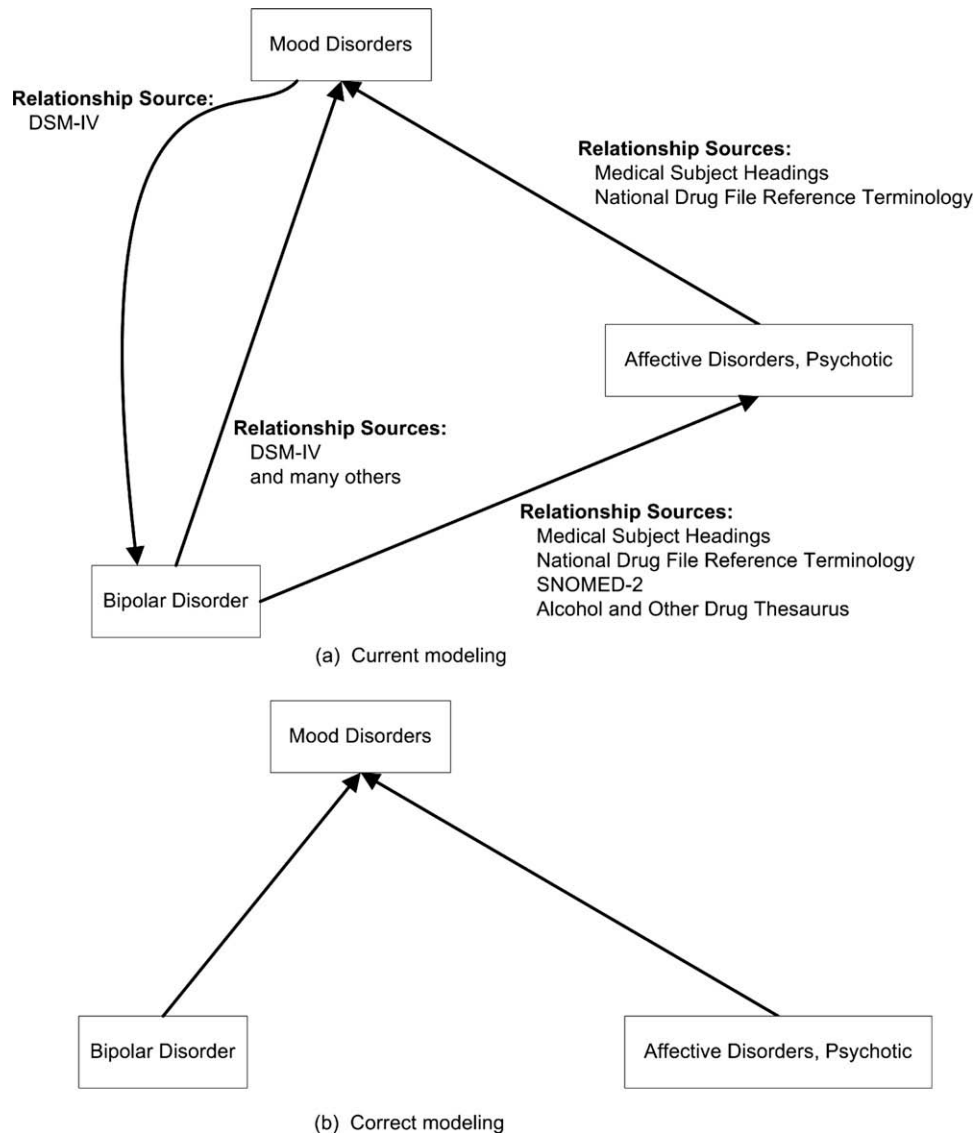 Mood Disorders
Relationship Source:
DSM-IV
Relationship Sources:
Medical Subject Headings
National Drug File Reference Terminology
Affective Disorders, Psychotic
Relationship Sources:
DSM-IV
and many others
Relationship Sources:
Medical Subject Headings
National Drug File Reference Terminology
SNOMED-2
Alcohol and Other Drug Thesaurus
Bipolar Disorder
(a) Current modeling
Mood Disorders
Bipolar Disorder
Affective Disorders, Psychotic
(b) Correct modeling